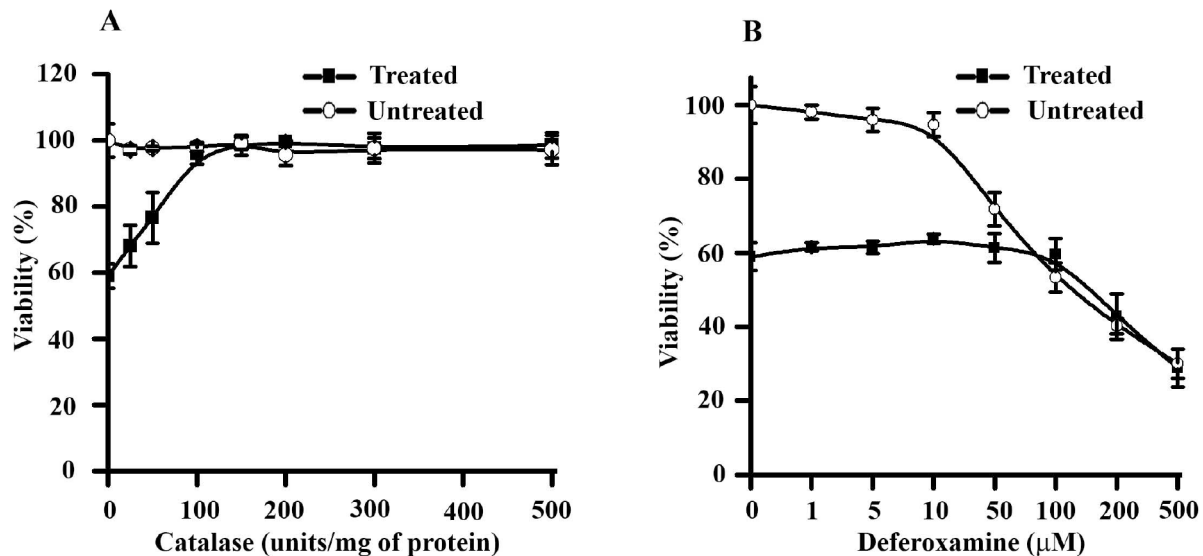 A
120
100
80
60
40
20
0
Viability (%)
Treated
Untreated
0 100 200 300 400 500
Catalase (units/mg of protein)
B
100
80
60
40
20
0
Viability (%)
Treated
Untreated
0 1 5 10 50 100 200 500
Deferoxamine (μM)